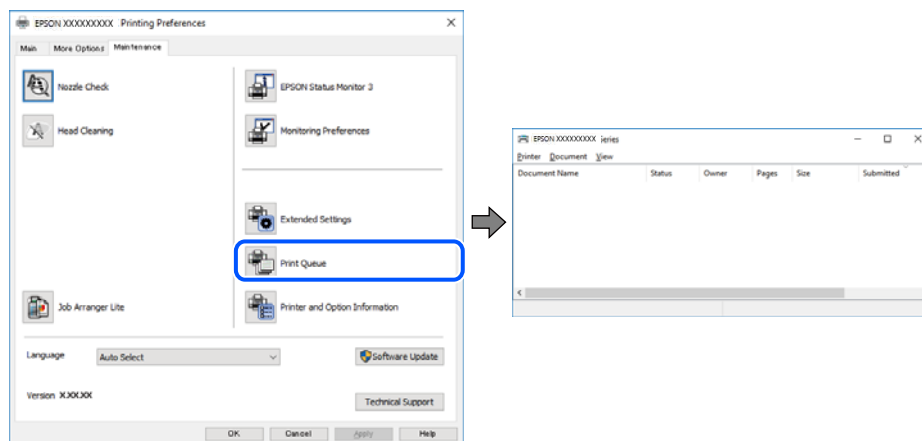 EPSON XXXXXXXXX Printing Preferences
Main More Options Maintenance
Nozzle Check
Head Cleaning
Job Arranger Lite
EPSON Status Monitor 3
Monitoring Preferences
Extended Settings
Print Queue
Printer and Option Information
Language Auto Select Software Update
Version X.XX.XX
Technical Support
OK Cancel Apply Help
EPSON XXXXXXXXX ieries
Printer Document View
Document Name Status Owner Pages Size Submitted